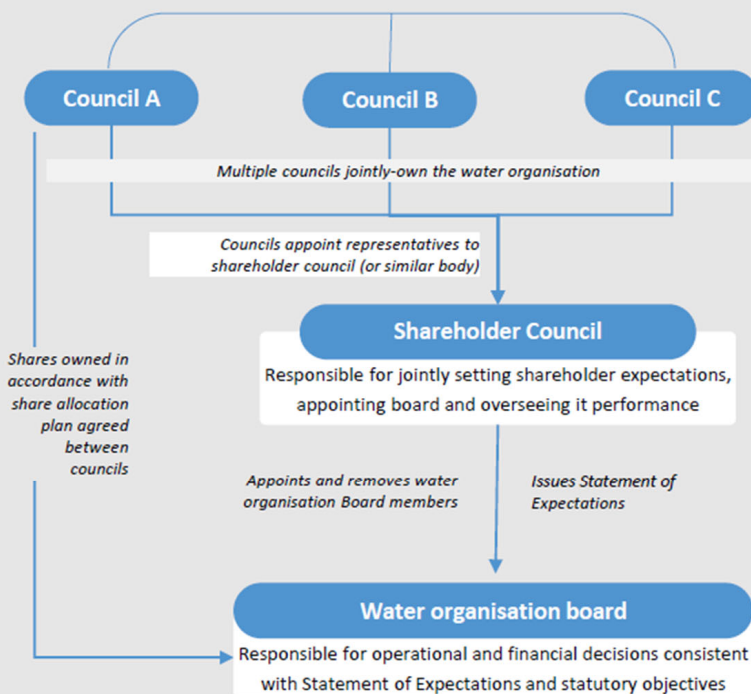 Council A
Council B
Council C
Multiple councils jointly-own the water organisation
Councils appoint representatives to
shareholder council (or similar body)
Shareholder Council
Responsible for jointly setting shareholder expectations,
appointing board and overseeing it performance
Shares owned in
accordance with
share allocation
plan agreed
between
councils
Appoints and removes water
organisation Board members
Issues Statement of
Expectations
Water organisation board
Responsible for operational and financial decisions consistent
with Statement of Expectations and statutory objectives